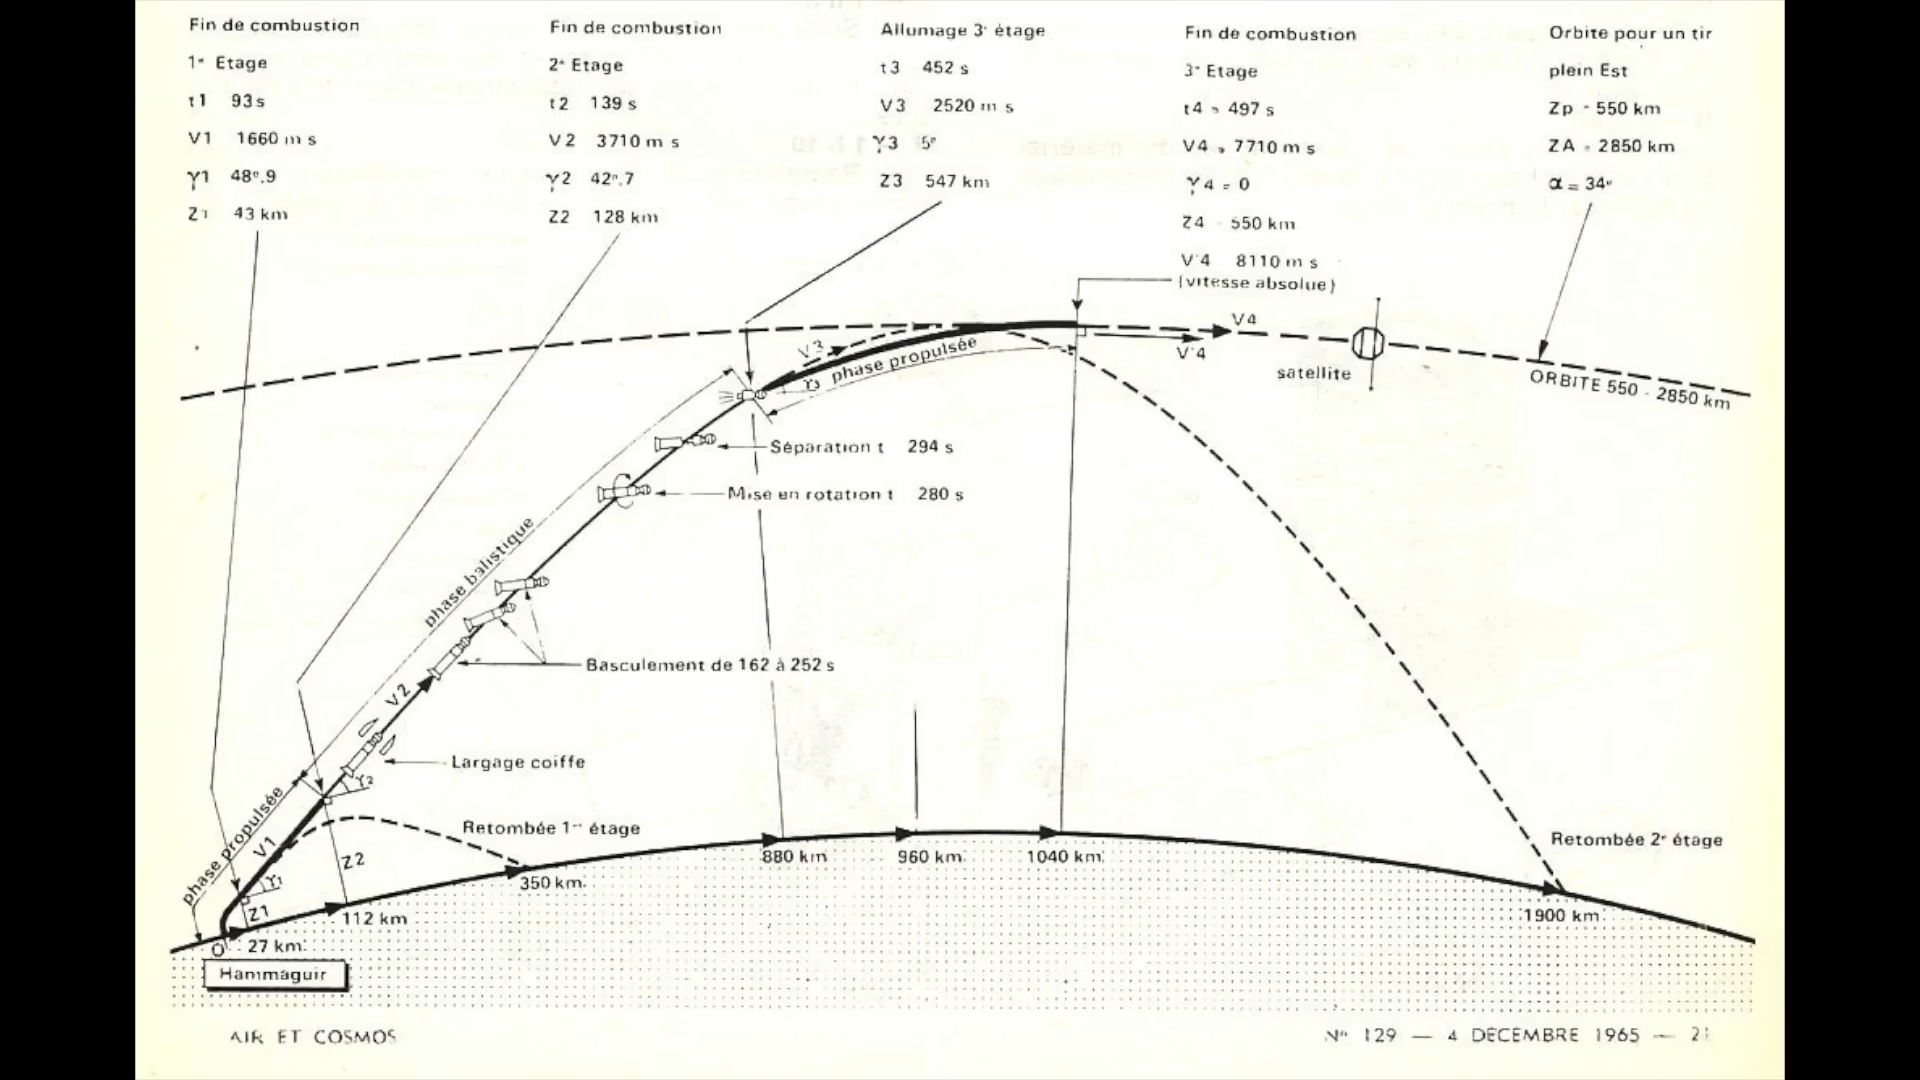 Fin de combustion
1er Etage
t1 93 s
V1 1660 m s
γ1 48º,9
Z1 43 km
Fin de combustion
2e Etage
t2 139 s
V2 3710 m s
γ2 42º,7
Z2 128 km
Allumage 3e étage
t3 452 s
V3 2520 m s
γ3 5º
Z3 547 km
Fin de combustion
3e Etage
t4 = 497 s
V4 = 7710 m s
γ4 = 0
Z4 550 km
V'4 8110 m s
(vitesse absolue)
Orbite pour un tir
plein Est
Zp - 550 km
ZA = 2850 km
α = 34º
V4
V'4
V3
γ3
phase propulsée
satellite
ORBITE 550 - 2850 km
Séparation t 294 s
Mise en rotation t 280 s
phase balistique
Basculement de 162 à 252 s
V2
Largage coiffe
γ2
phase propulsée
V1
γ1
Z1
Z2
Retombée 1er étage
Retombée 2e étage
880 km
960 km
1040 km
350 km
112 km
1900 km
O
27 km
Hammaguir
AIR ET COSMOS
Nº 129 — 4 DECEMBRE 1965 — 21